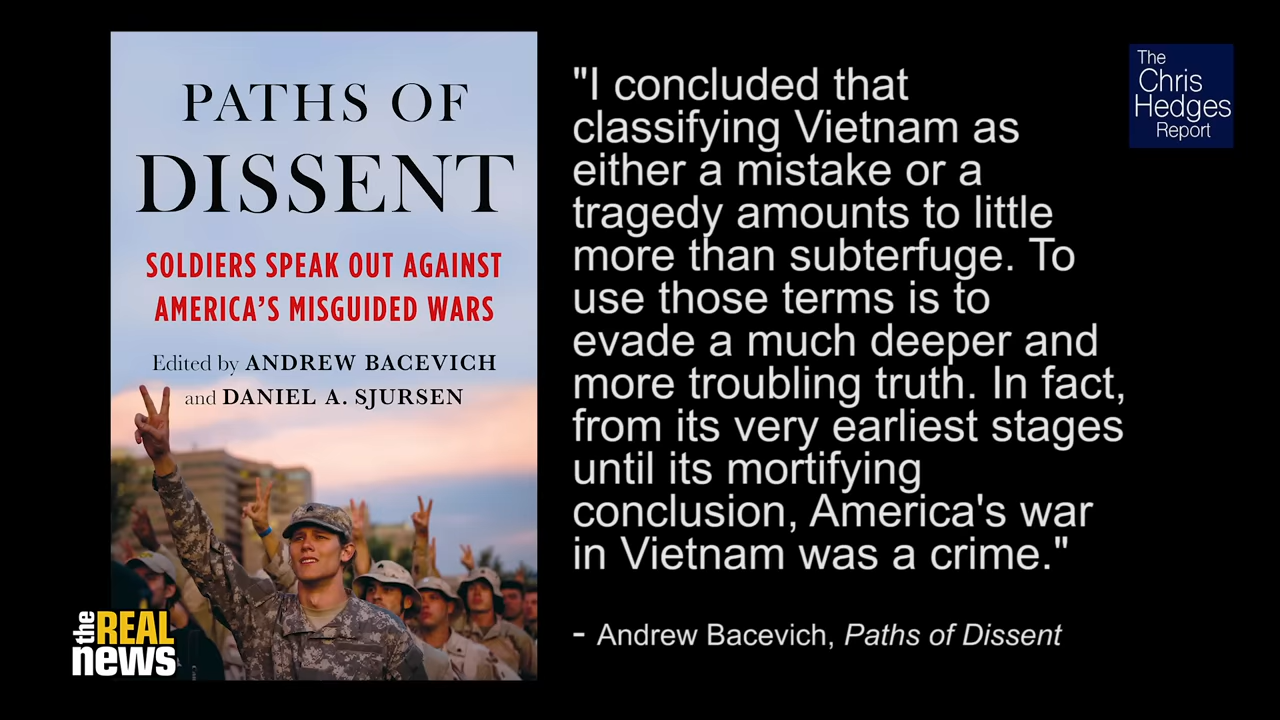 PATHS OF
DISSENT
SOLDIERS SPEAK OUT AGAINST
AMERICA'S MISGUIDED WARS
Edited by ANDREW BACEVICH
and DANIEL A. SJURSEN
the REAL
news
"I concluded that
classifying Vietnam as
either a mistake or a
tragedy amounts to little
more than subterfuge. To
use those terms is to
evade a much deeper and
more troubling truth. In fact,
from its very earliest stages
until its mortifying
conclusion, America's war
in Vietnam was a crime."
- Andrew Bacevich, Paths of Dissent
The
Chris
Hedges
Report